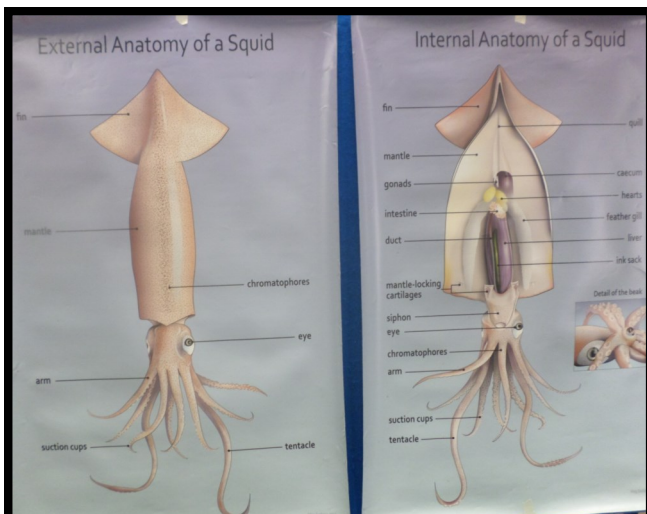 External Anatomy of a Squid
fin
mantle
chromatophores
eye
arm
suction cups
tentacle
Internal Anatomy of a Squid
fin
quill
mantle
caecum
gonads
hearts
intestine
feather gill
duct
liver
ink sack
mantle-locking
cartilages
Detail of the beak
siphon
eye
chromatophores
arm
suction cups
tentacle